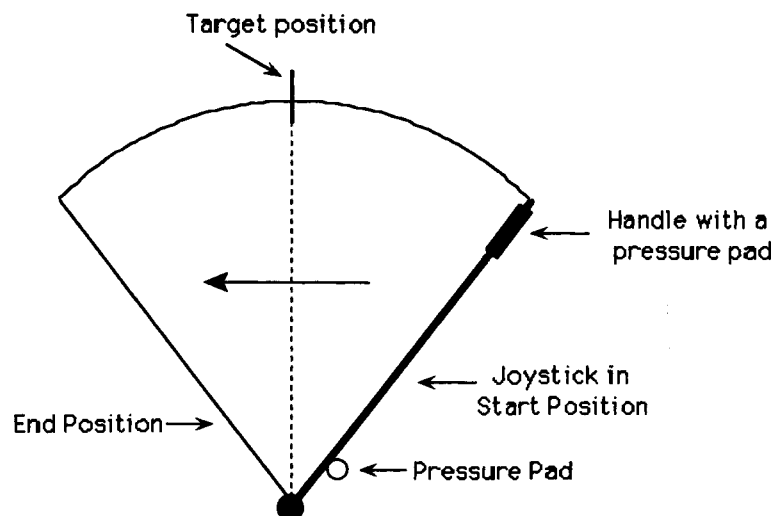 Target position
Handle with a
pressure pad
Joystick in
Start Position
End Position
Pressure Pad